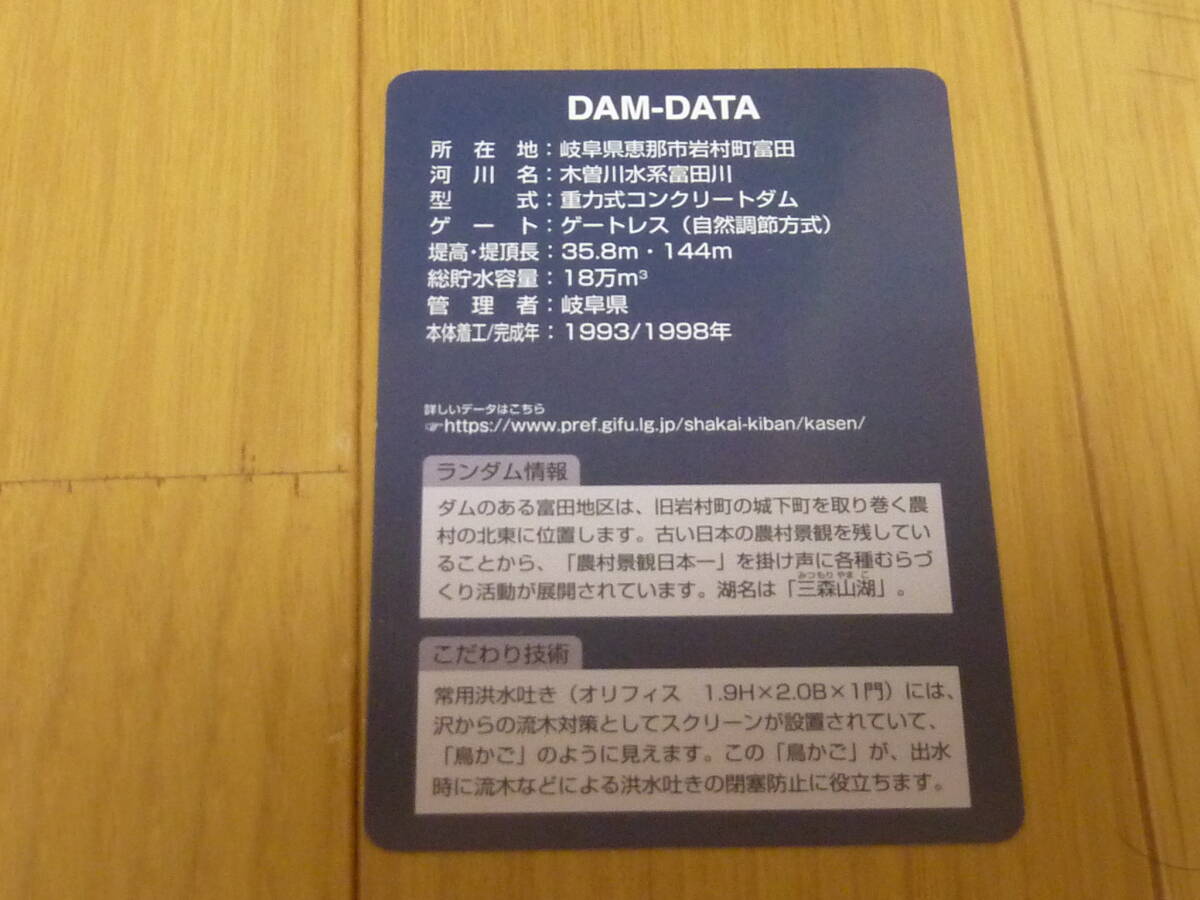 DAM-DATA
所在地：岐阜県恵那市岩村町富田
河川名：木曽川水系富田川
型式：重力式コンクリートダム
ゲート：ゲートレス（自然調節方式）
堤高・堤頂長：35.8m・144m
総貯水容量：18万m³
管理者：岐阜県
本体着工/完成年：1993/1998年
詳しいデータはこちら
☞https://www.pref.gifu.lg.jp/shakai-kiban/kasen/
ランダム情報
ダムのある富田地区は、旧岩村町の城下町を取り巻く農
村の北東に位置します。古い日本の農村景観を残してい
ることから、「農村景観日本一」を掛け声に各種むらづ
みつもりやまこ
くり活動が展開されています。湖名は「三森山湖」。
こだわり技術
常用洪水吐き（オリフィス　1.9H×2.0B×1門）には、
沢からの流木対策としてスクリーンが設置されていて、
「鳥かご」のように見えます。この「鳥かご」が、出水
時に流木などによる洪水吐きの閉塞防止に役立ちます。